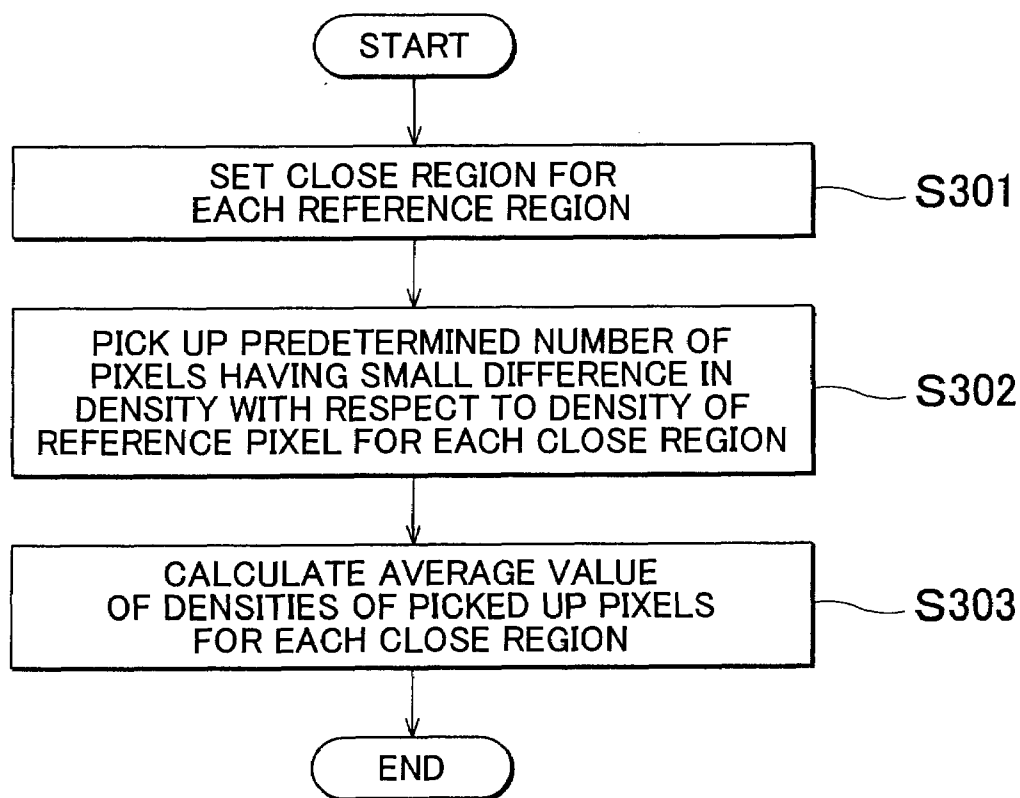 START
SET CLOSE REGION FOR
EACH REFERENCE REGION
S301
PICK UP PREDETERMINED NUMBER OF
PIXELS HAVING SMALL DIFFERENCE IN
DENSITY WITH RESPECT TO DENSITY OF
REFERENCE PIXEL FOR EACH CLOSE REGION
S302
CALCULATE AVERAGE VALUE
OF DENSITIES OF PICKED UP PIXELS
FOR EACH CLOSE REGION
S303
END